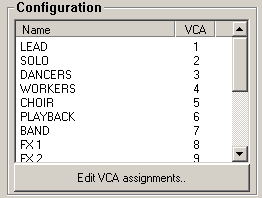 Configuration
Name VCA
LEAD 1
SOLO 2
DANCERS 3
WORKERS 4
CHOIR 5
PLAYBACK 6
BAND 7
FX 1 8
FX 2 9
Edit VCA assignments..